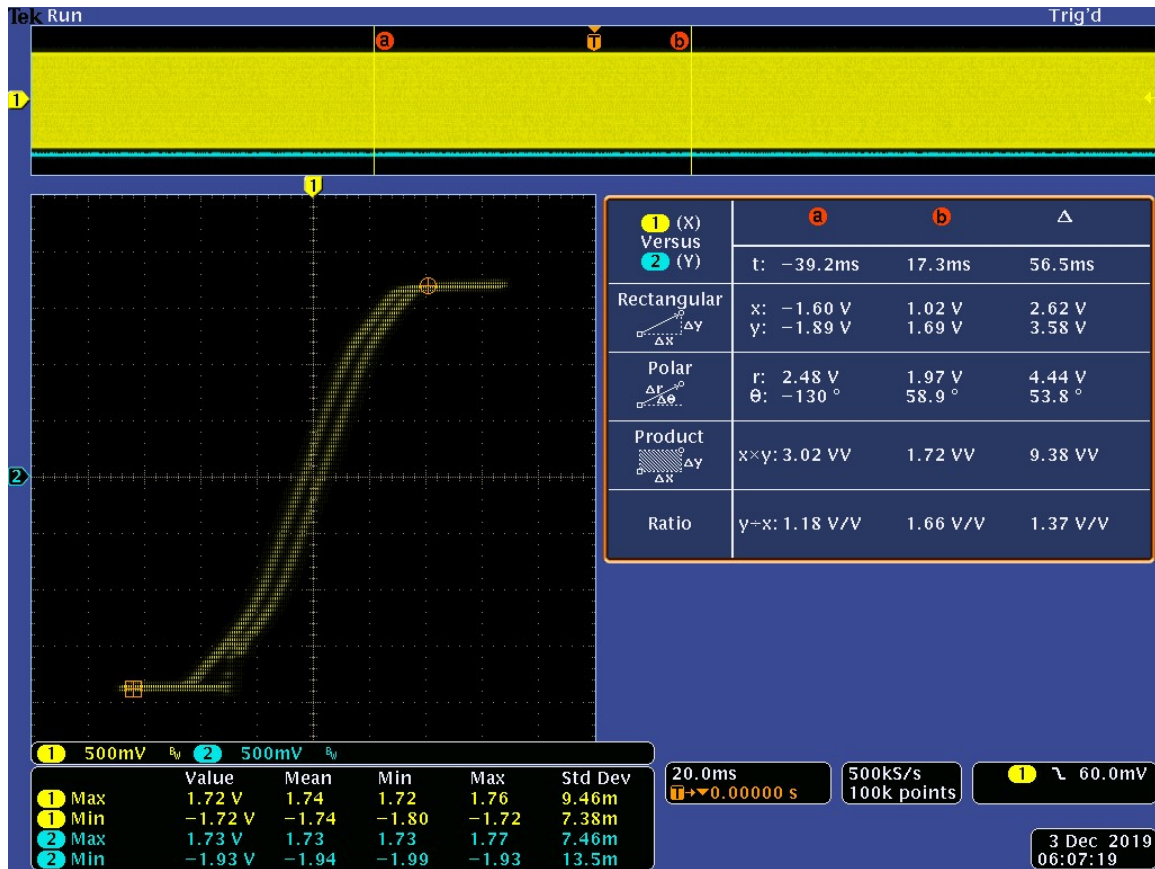 Tek Run Trig'd
a T b
1
1
1 (X) Versus 2 (Y) a b Δ
t: −39.2ms 17.3ms 56.5ms
Rectangular x: −1.60 V 1.02 V 2.62 V
Δy Δx y: −1.89 V 1.69 V 3.58 V
Polar r: 2.48 V 1.97 V 4.44 V
Δr Δθ θ: −130 ° 58.9 ° 53.8 °
Product
Δy Δx x×y: 3.02 VV 1.72 VV 9.38 VV
2
Ratio y÷x: 1.18 V/V 1.66 V/V 1.37 V/V
1 500mV BW 2 500mV BW
Value Mean Min Max Std Dev
1 Max 1.72 V 1.74 1.72 1.76 9.46m
1 Min −1.72 V −1.74 −1.80 −1.72 7.38m
2 Max 1.73 V 1.73 1.73 1.77 7.46m
2 Min −1.93 V −1.94 −1.99 −1.93 13.5m
20.0ms
T→▼0.00000 s
500kS/s
100k points
1 60.0mV
3 Dec 2019
06:07:19